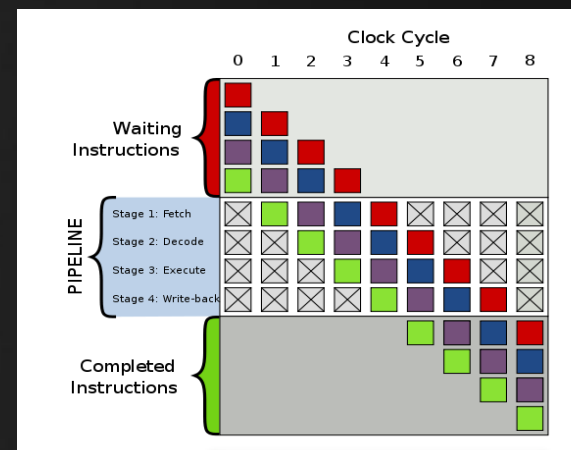 Clock Cycle
0 1 2 3 4 5 6 7 8
Waiting
Instructions
PIPELINE
Stage 1: Fetch
Stage 2: Decode
Stage 3: Execute
Stage 4: Write-back
Completed
Instructions